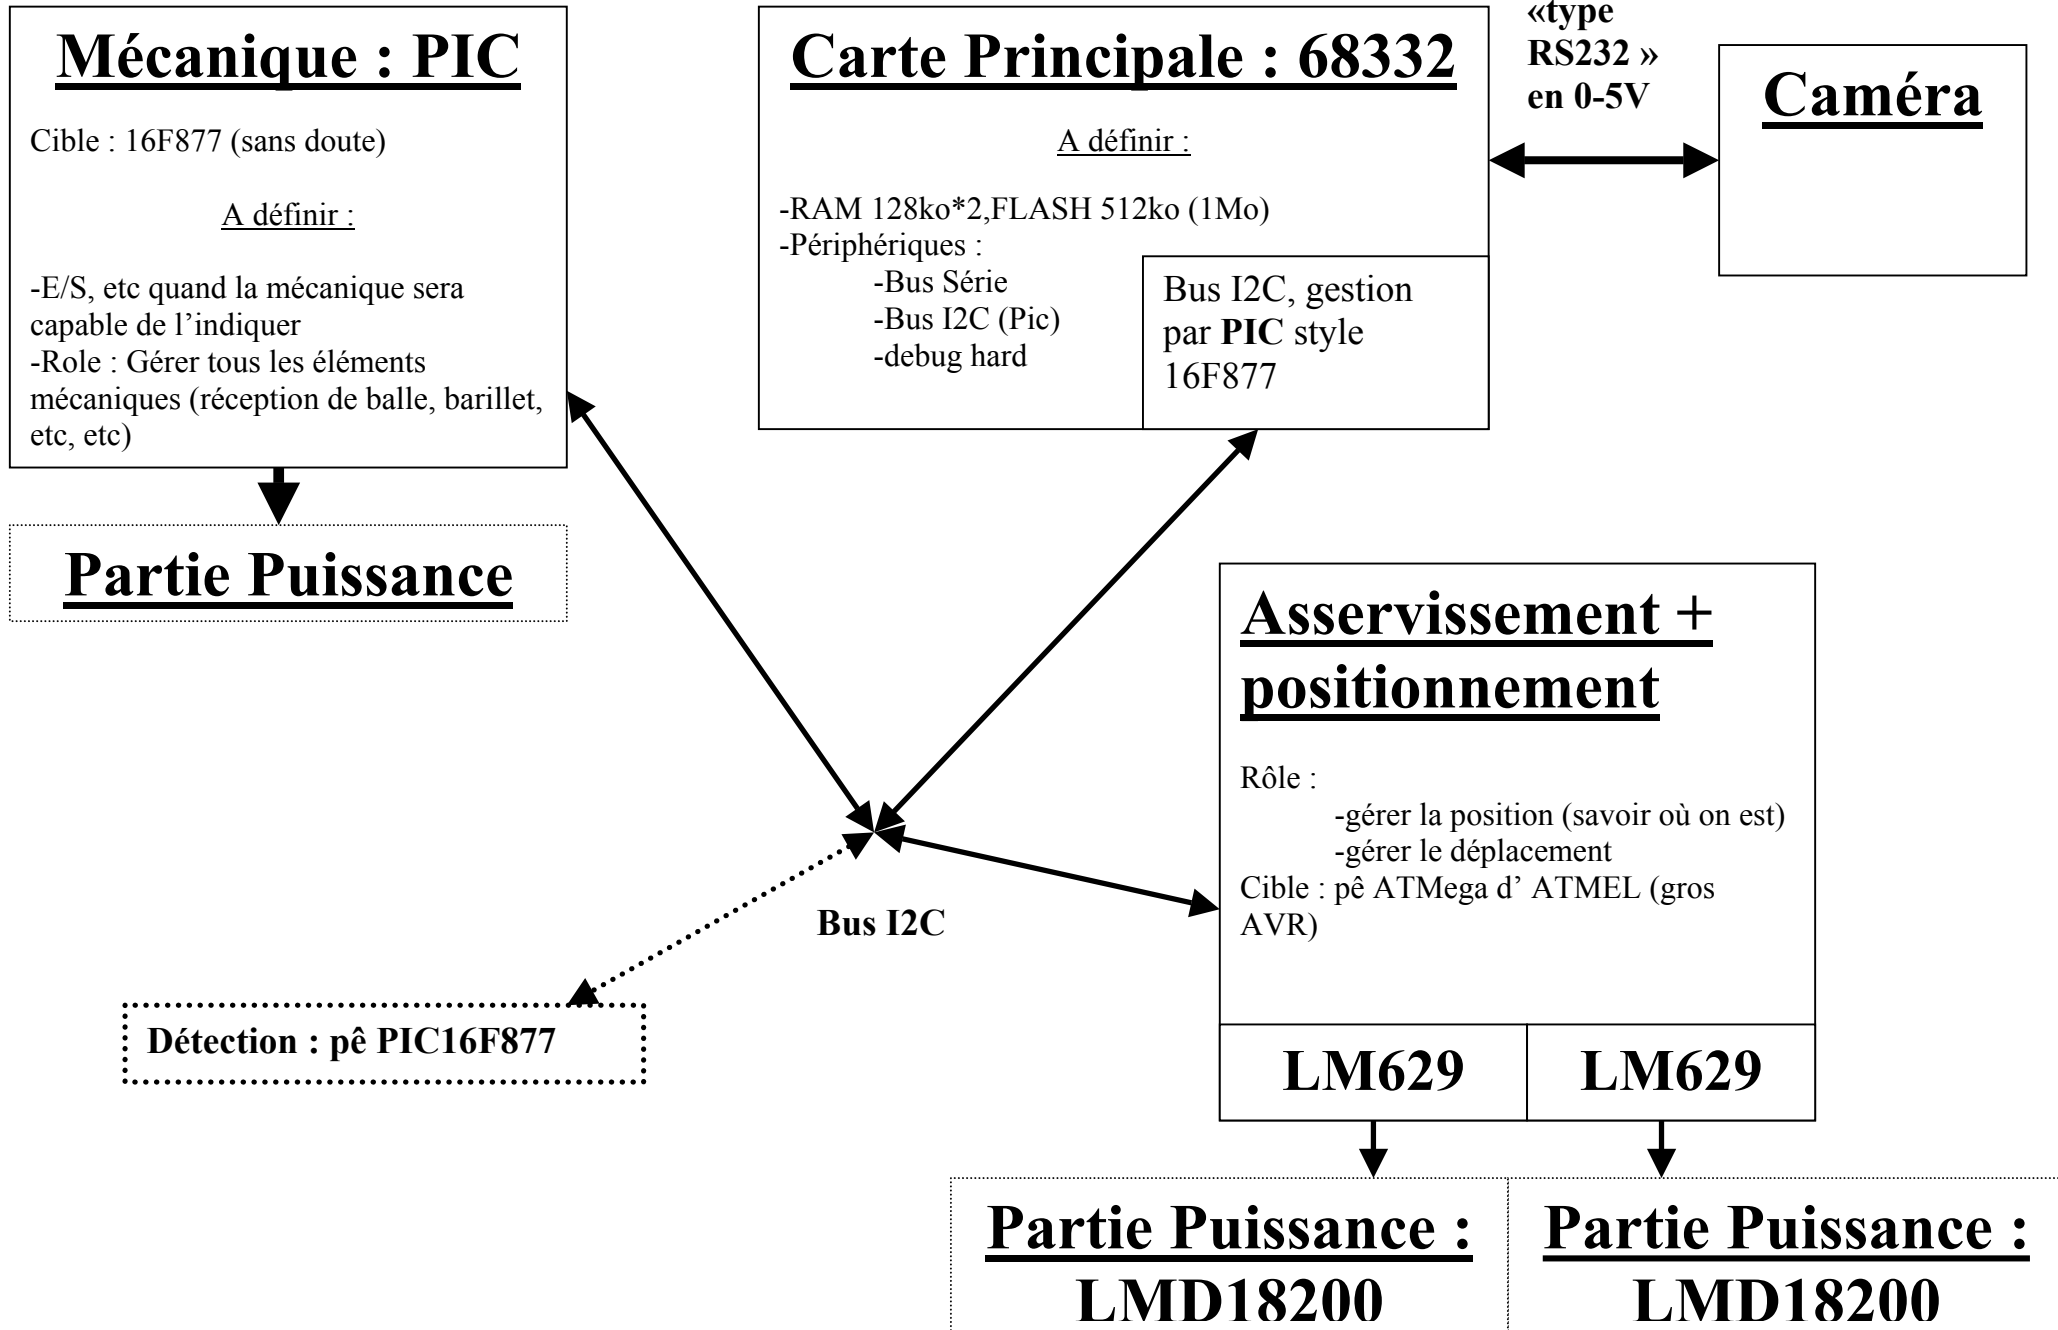 Mécanique : PIC
Cible : 16F877 (sans doute)
A définir :
-E/S, etc quand la mécanique sera
capable de l’indiquer
-Role : Gérer tous les éléments
mécaniques (réception de balle, barillet,
etc, etc)
Partie Puissance
Carte Principale : 68332
A définir :
-RAM 128ko*2,FLASH 512ko (1Mo)
-Périphériques :
-Bus Série
-Bus I2C (Pic)
-debug hard
Bus I2C, gestion
par PIC style
16F877
«type
RS232 »
en 0-5V
Caméra
Asservissement +
positionnement
Rôle :
-gérer la position (savoir où on est)
-gérer le déplacement
Cible : pê ATMega d’ ATMEL (gros
AVR)
LM629
LM629
Bus I2C
Détection : pê PIC16F877
Partie Puissance :
LMD18200
Partie Puissance :
LMD18200